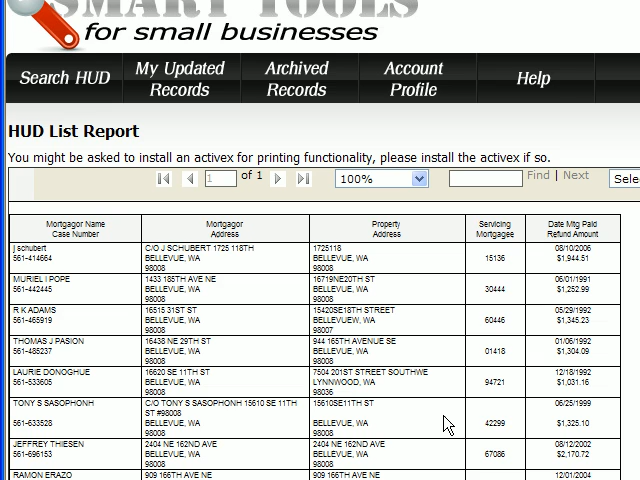 SMART TOOLS
for small businesses
Search HUD
My Updated Records
Archived Records
Account Profile
Help
HUD List Report
You might be asked to install an activex for printing functionality, please install the activex if so.
1 of 1 100% Find | Next Selec
Mortgagor Name Case Number
Mortgagor Address
Property Address
Servicing Mortgagee
Date Mtg Paid Refund Amount
j schubert C/O J SCHUBERT 1725 118TH 1725118 08/10/2006
561-414664 BELLEVUE, WA BELLEVUE, WA 15136 $1,944.51
98008 98008
MURIEL I POPE 1433 185TH AVE NE 16719NE20TH ST 06/01/1991
561-442445 BELLEVUE, WA BELLEVUE, WA 30444 $1,252.99
98008 98008
R K ADAMS 16515 31ST ST 15420SE18TH STREET 05/29/1992
561-465919 BELLEVUE, WA BELLEVUEW, WA 60446 $1,345.23
98008 98007
THOMAS J PASION 16438 NE 29TH ST 944 165TH AVENUE SE 01/06/1992
561-485237 BELLEVUE, WA BELLEVUE, WA 01418 $1,304.09
98008 98008
LAURIE DONOGHUE 16620 SE 11TH ST 7504 201ST STREET SOUTHWE 12/18/1992
561-533605 BELLEVUE, WA LYNNWOOD, WA 94721 $1,031.16
98008 98036
TONY S SASOPHONH C/O TONY S SASOPHONH 15610 SE 11TH 15610SE11TH ST 06/25/1999
ST #98008
561-633528 BELLEVUE, WA BELLEVUE, WA 42299 $1,325.10
98008 98008
JEFFREY THIESEN 2404 NE 162ND AVE 2404 NE 162ND AVE 08/12/2002
561-696153 BELLEVUE, WA BELLEVUE, WA 67086 $2,170.72
98008 98008
RAMON ERAZO 909 166TH AVE NE 909 166TH AVE NE 12/01/2004